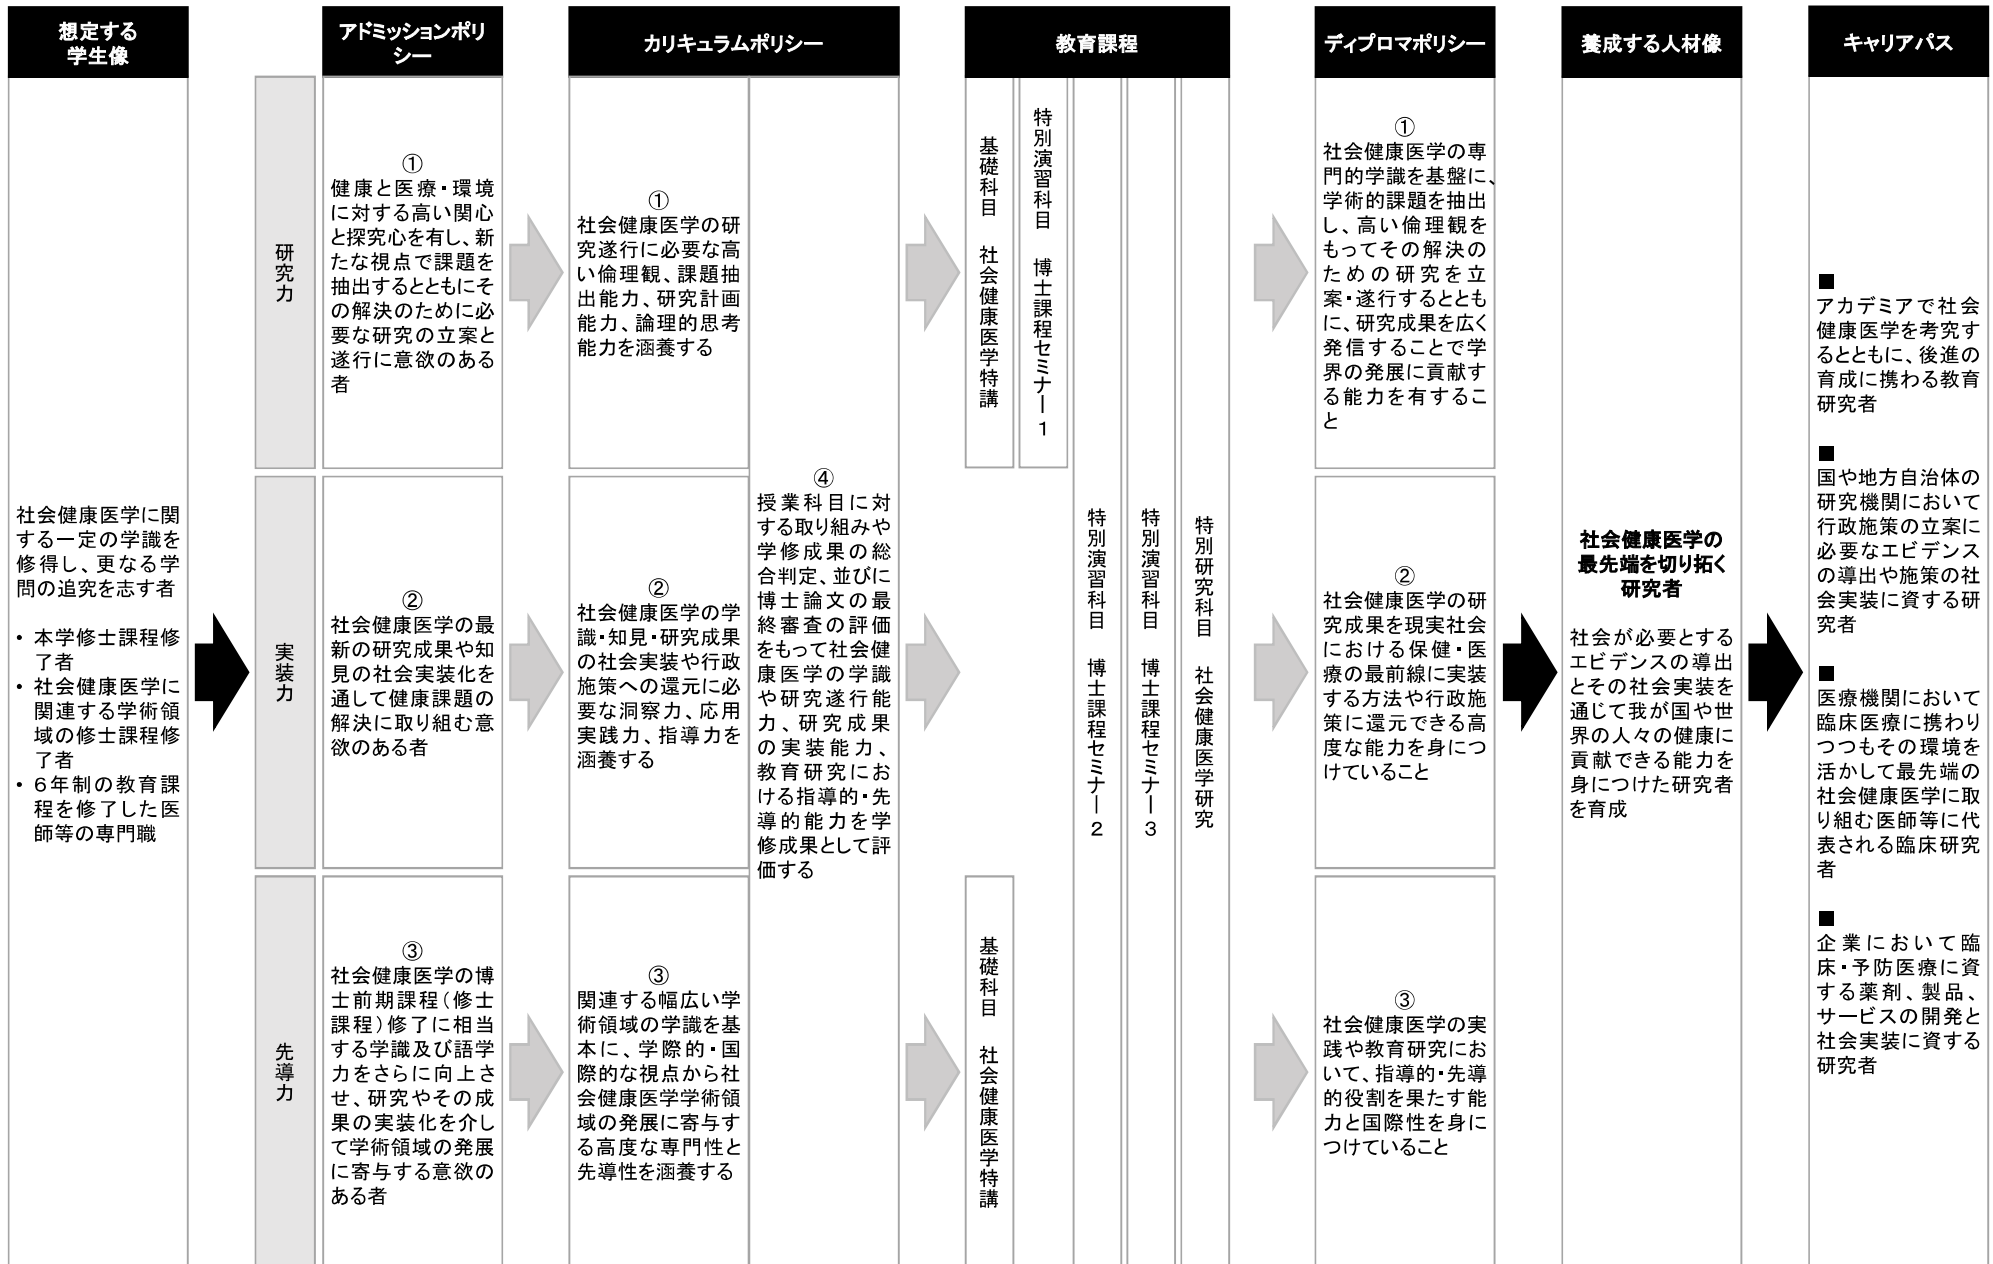 想定する
学生像
アドミッションポリ
シー
カリキュラムポリシー
教育課程
ディプロマポリシー
養成する人材像
キャリアパス
社会健康医学に関
する一定の学識を
修得し、更なる学
問の追究を志す者
• 本学修士課程修
了者
• 社会健康医学に
関連する学術領
域の修士課程修
了者
• 6年制の教育課
程を修了した医
師等の専門職
研究力
実装力
先導力
①
健康と医療・環境
に対する高い関心
と探究心を有し、新
たな視点で課題を
抽出するとともにそ
の解決のために必
要な研究の立案と
遂行に意欲のある
者
②
社会健康医学の最
新の研究成果や知
見の社会実装化を
通して健康課題の
解決に取り組む意
欲のある者
③
社会健康医学の博
士前期課程(修士
課程)修了に相当
する学識及び語学
力をさらに向上さ
せ、研究やその成
果の実装化を介し
て学術領域の発展
に寄与する意欲の
ある者
①
社会健康医学の研
究遂行に必要な高
い倫理観、課題抽
出能力、研究計画
能力、論理的思考
能力を涵養する
②
社会健康医学の学
識・知見・研究成果
の社会実装や行政
施策への還元に必
要な洞察力、応用
実践力、指導力を
涵養する
③
関連する幅広い学
術領域の学識を基
本に、学際的・国
際的な視点から社
会健康医学学術領
域の発展に寄与す
る高度な専門性と
先導性を涵養する
④
授業科目に対
する取り組みや
学修成果の総
合判定、並びに
博士論文の最
終審査の評価
をもって社会健
康医学の学識
や研究遂行能
力、研究成果
の実装能力、
教育研究にお
ける指導的・先
導的能力を学
修成果として評
価する
基礎科目 社会健康医学特講
特別演習科目 博士課程セミナー1
特別演習科目 博士課程セミナー2
特別演習科目 博士課程セミナー3
特別研究科目 社会健康医学研究
基礎科目 社会健康医学特講
①
社会健康医学の専
門的学識を基盤に、
学術的課題を抽出
し、高い倫理観を
もってその解決の
ための研究を立
案・遂行するととも
に、研究成果を広く
発信することで学
界の発展に貢献す
る能力を有するこ
と
②
社会健康医学の研
究成果を現実社会
における保健・医
療の最前線に実装
する方法や行政施
策に還元できる高
度な能力を身につ
けていること
③
社会健康医学の実
践や教育研究にお
いて、指導的・先導
的役割を果たす能
力と国際性を身に
つけていること
社会健康医学の
最先端を切り拓く
研究者
社会が必要とする
エビデンスの導出
とその社会実装を
通じて我が国や世
界の人々の健康に
貢献できる能力を
身につけた研究者
を育成
■
アカデミアで社会
健康医学を考究す
るとともに、後進の
育成に携わる教育
研究者
■
国や地方自治体の
研究機関において
行政施策の立案に
必要なエビデンス
の導出や施策の社
会実装に資する研
究者
■
医療機関において
臨床医療に携わり
つつもその環境を
活かして最先端の
社会健康医学に取
り組む医師等に代
表される臨床研究
者
■
企業において臨
床・予防医療に資
する薬剤、製品、
サービスの開発と
社会実装に資する
研究者